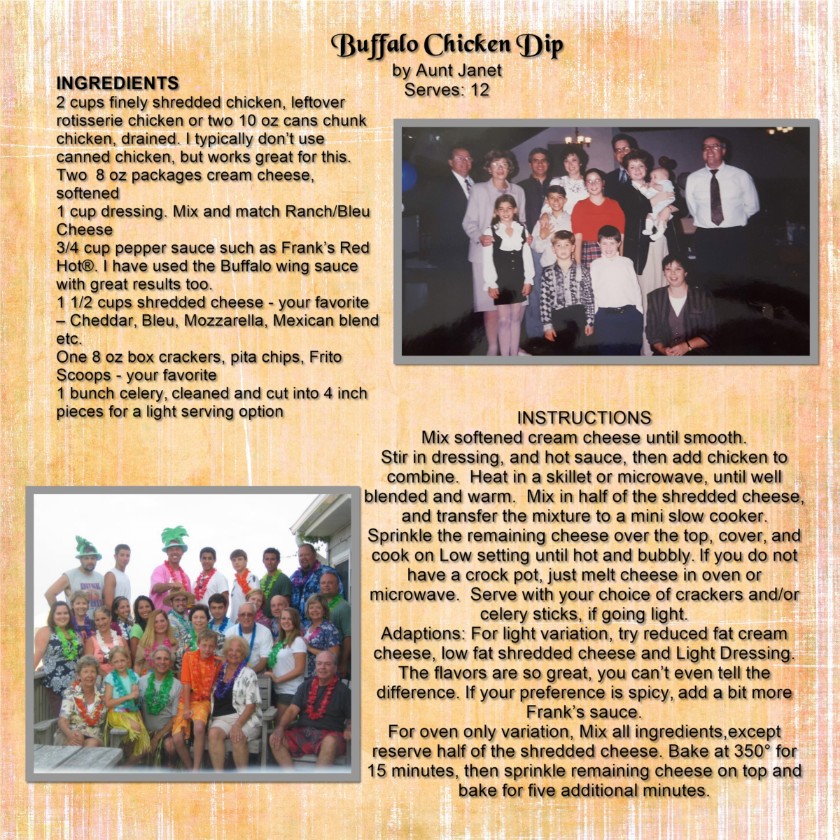 Buffalo Chicken Dip
by Aunt Janet
Serves: 12
INGREDIENTS
2 cups finely shredded chicken, leftover
rotisserie chicken or two 10 oz cans chunk
chicken, drained. I typically don’t use
canned chicken, but works great for this.
Two  8 oz packages cream cheese,
softened
1 cup dressing. Mix and match Ranch/Bleu
Cheese
3/4 cup pepper sauce such as Frank’s Red
Hot®. I have used the Buffalo wing sauce
with great results too.
1 1/2 cups shredded cheese - your favorite
– Cheddar, Bleu, Mozzarella, Mexican blend
etc.
One 8 oz box crackers, pita chips, Frito
Scoops - your favorite
1 bunch celery, cleaned and cut into 4 inch
pieces for a light serving option
INSTRUCTIONS
Mix softened cream cheese until smooth.
Stir in dressing, and hot sauce, then add chicken to
combine.  Heat in a skillet or microwave, until well
blended and warm.  Mix in half of the shredded cheese,
and transfer the mixture to a mini slow cooker.
Sprinkle the remaining cheese over the top, cover, and
cook on Low setting until hot and bubbly. If you do not
have a crock pot, just melt cheese in oven or
microwave.  Serve with your choice of crackers and/or
celery sticks, if going light.
Adaptions: For light variation, try reduced fat cream
cheese, low fat shredded cheese and Light Dressing.
The flavors are so great, you can’t even tell the
difference. If your preference is spicy, add a bit more
Frank’s sauce.
For oven only variation, Mix all ingredients,except
reserve half of the shredded cheese. Bake at 350° for
15 minutes, then sprinkle remaining cheese on top and
bake for five additional minutes.